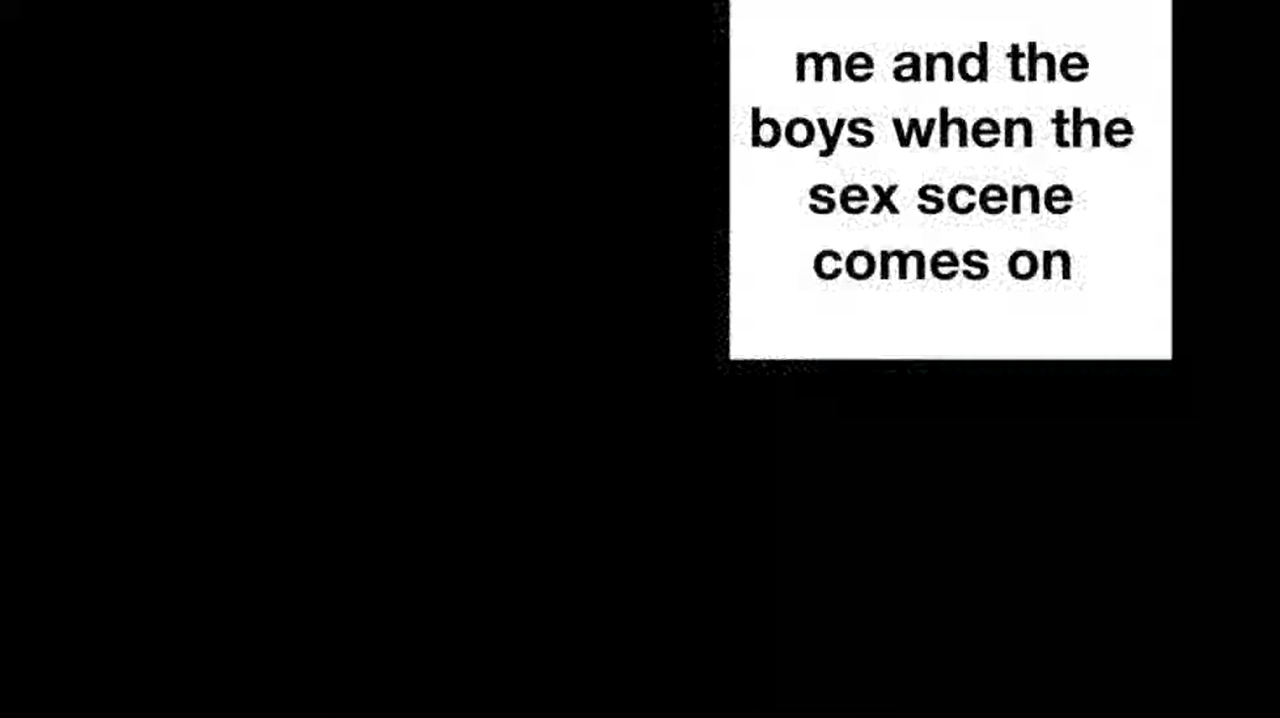 me and the
boys when the
sex scene
comes on